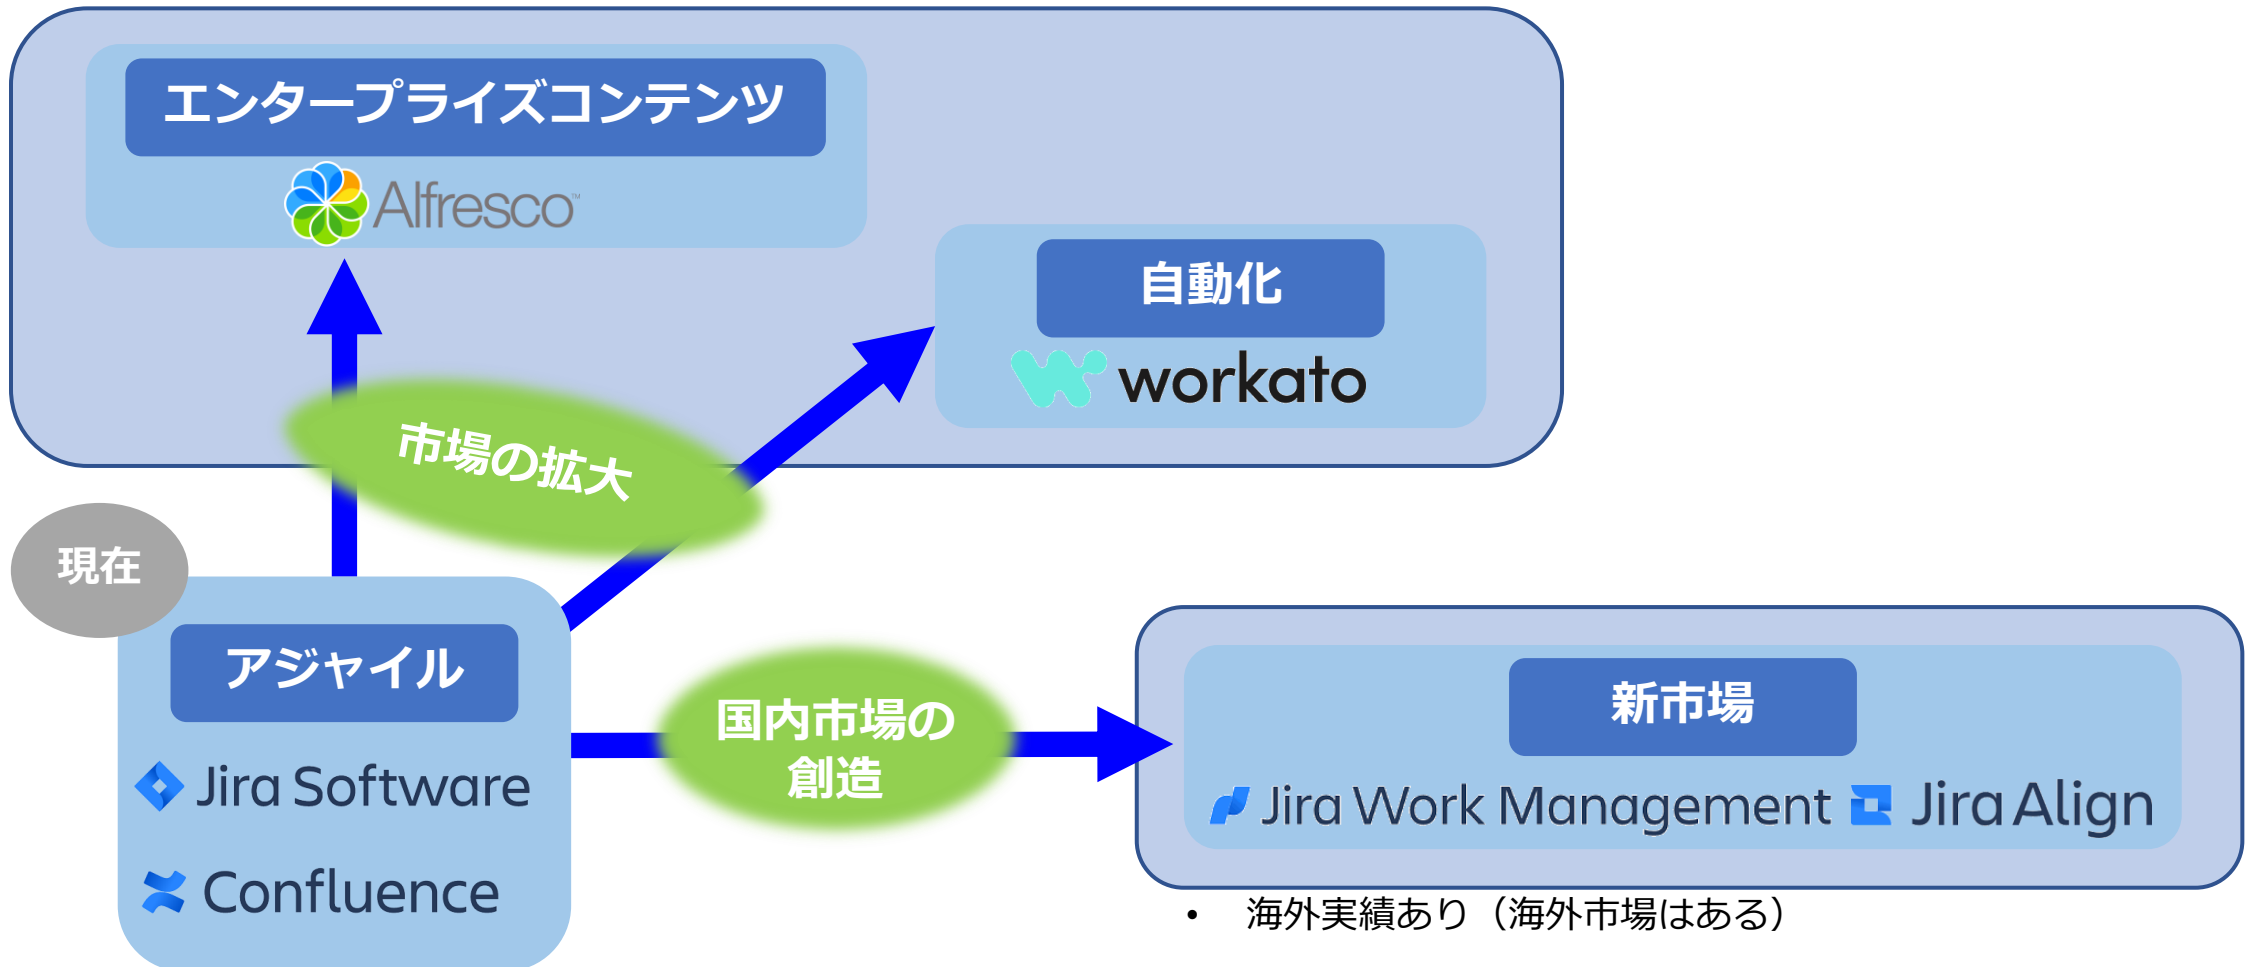 エンタープライズコンテンツ
Alfresco™
自動化
workato
市場の拡大
現在
アジャイル
Jira Software
Confluence
国内市場の
創造
新市場
Jira Work Management Jira Align
• 海外実績あり（海外市場はある）